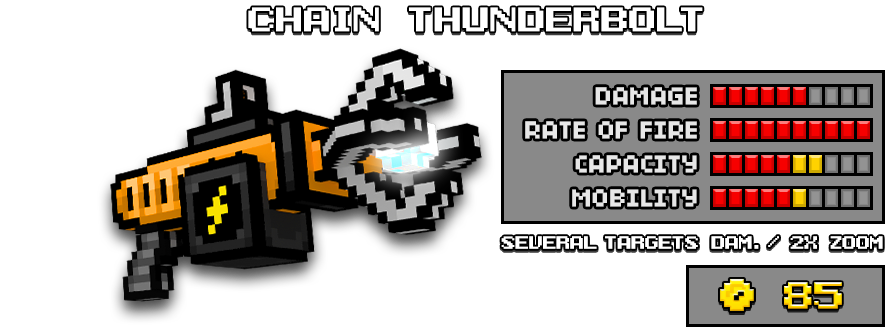 CHAIN THUNDERBOLT
DAMAGE
RATE OF FIRE
CAPACITY
MOBILITY
SEVERAL TARGETS DAM. / 2X ZOOM
85